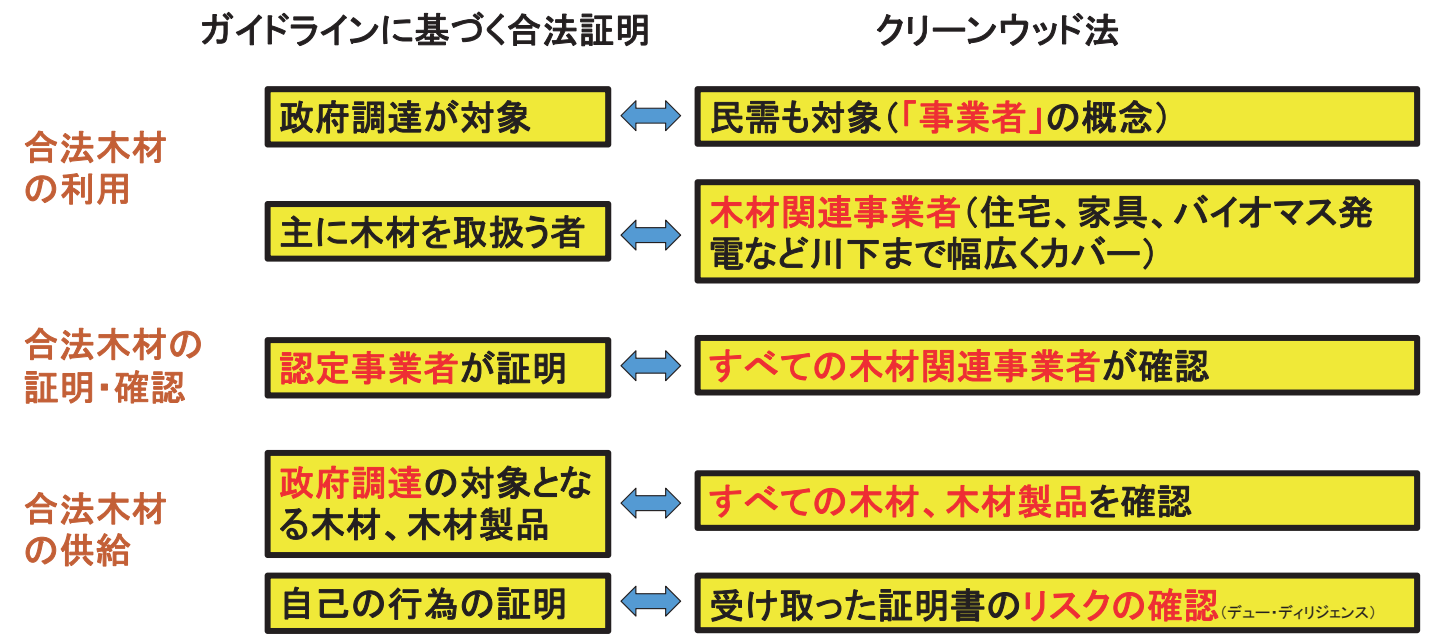 ガイドラインに基づく合法証明
クリーンウッド法
合法木材
の利用
政府調達が対象
民需も対象(「事業者」の概念)
主に木材を取扱う者
木材関連事業者(住宅、家具、バイオマス発
電など川下まで幅広くカバー)
合法木材の
証明・確認
認定事業者が証明
すべての木材関連事業者が確認
合法木材
の供給
政府調達の対象とな
る木材、木材製品
すべての木材、木材製品を確認
自己の行為の証明
受け取った証明書のリスクの確認(デュー・ディリジェンス)